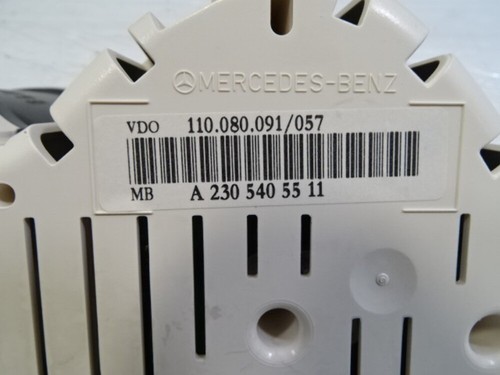 MERCEDES-BENZ
VDO 110.080.091/057
MB A 230 540 55 11